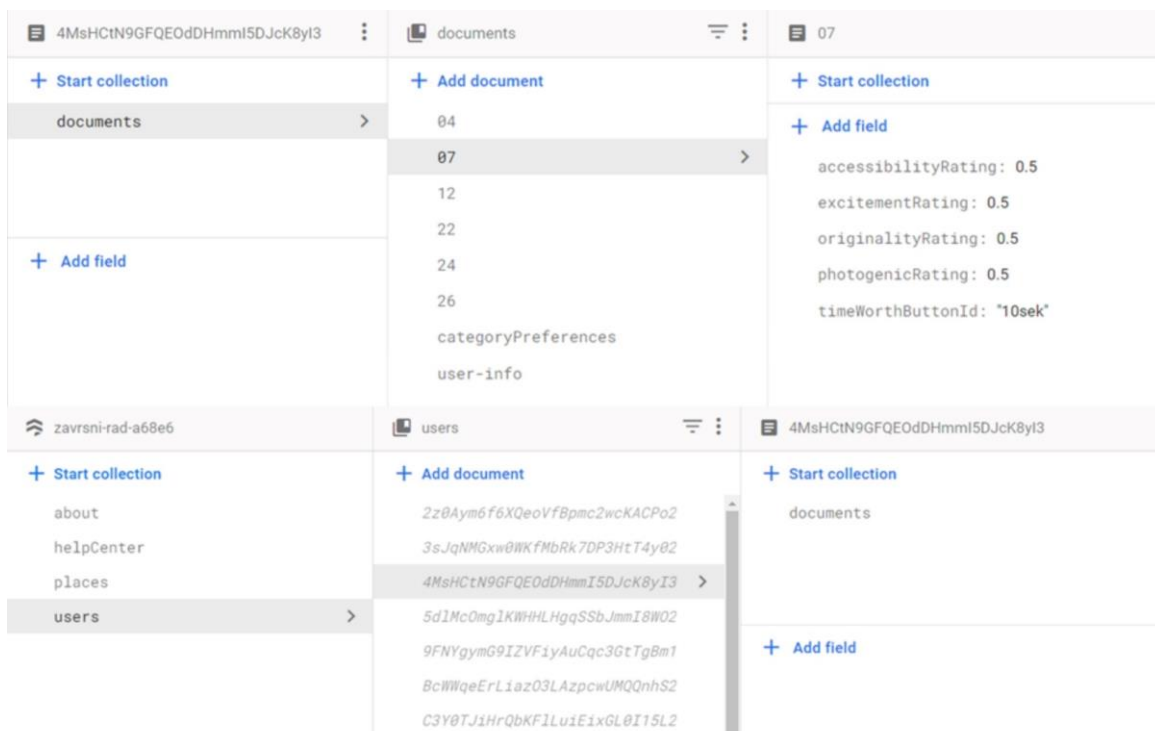 4MsHCtN9GFQEOdDHmmI5DJcK8yI3
Start collection
documents
Add field
documents
Add document
04
07
12
22
24
26
categoryPreferences
user-info
07
Start collection
Add field
accessibilityRating: 0.5
excitementRating: 0.5
originalityRating: 0.5
photogenicRating: 0.5
timeWorthButtonId: "10sek"
zavrsni-rad-a68e6
Start collection
about
helpCenter
places
users
users
Add document
2z0Aym6f6XQeoVfBpmc2wcKACPo2
3sJqNMGxw0WKfMbRk7DP3HtT4y02
4MsHCtN9GFQEOdDHmmI5DJcK8yI3
5dlMcOmglKWHHLHgqSSbJmmI8WO2
9FNYgymG9IZVFiyAuCqc3GtTgBm1
BcWWqeErLiazO3LAzpcwUMQQnhS2
C3Y0TJiHrQbKFlLuiEixGL0I15L2
4MsHCtN9GFQEOdDHmmI5DJcK8yI3
Start collection
documents
Add field